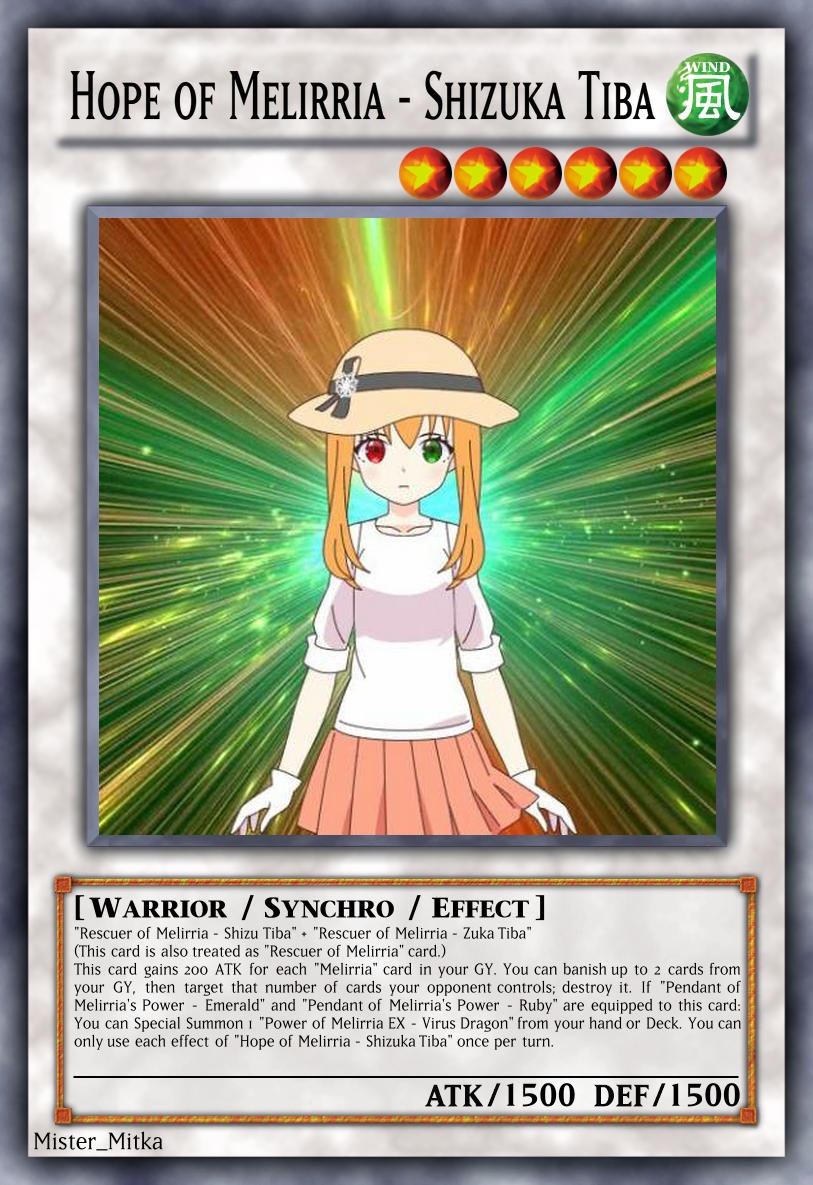 Hope of Melirria - Shizuka Tiba
WIND
風
[ Warrior / Synchro / Effect ]
"Rescuer of Melirria - Shizu Tiba" + "Rescuer of Melirria - Zuka Tiba"
(This card is also treated as "Rescuer of Melirria" card.)
This card gains 200 ATK for each "Melirria" card in your GY. You can banish up to 2 cards from
your GY, then target that number of cards your opponent controls; destroy it. If "Pendant of
Melirria's Power - Emerald" and "Pendant of Melirria's Power - Ruby" are equipped to this card:
You can Special Summon 1 "Power of Melirria EX - Virus Dragon" from your hand or Deck. You can
only use each effect of "Hope of Melirria - Shizuka Tiba" once per turn.
ATK/1500 DEF/1500
Mister_Mitka